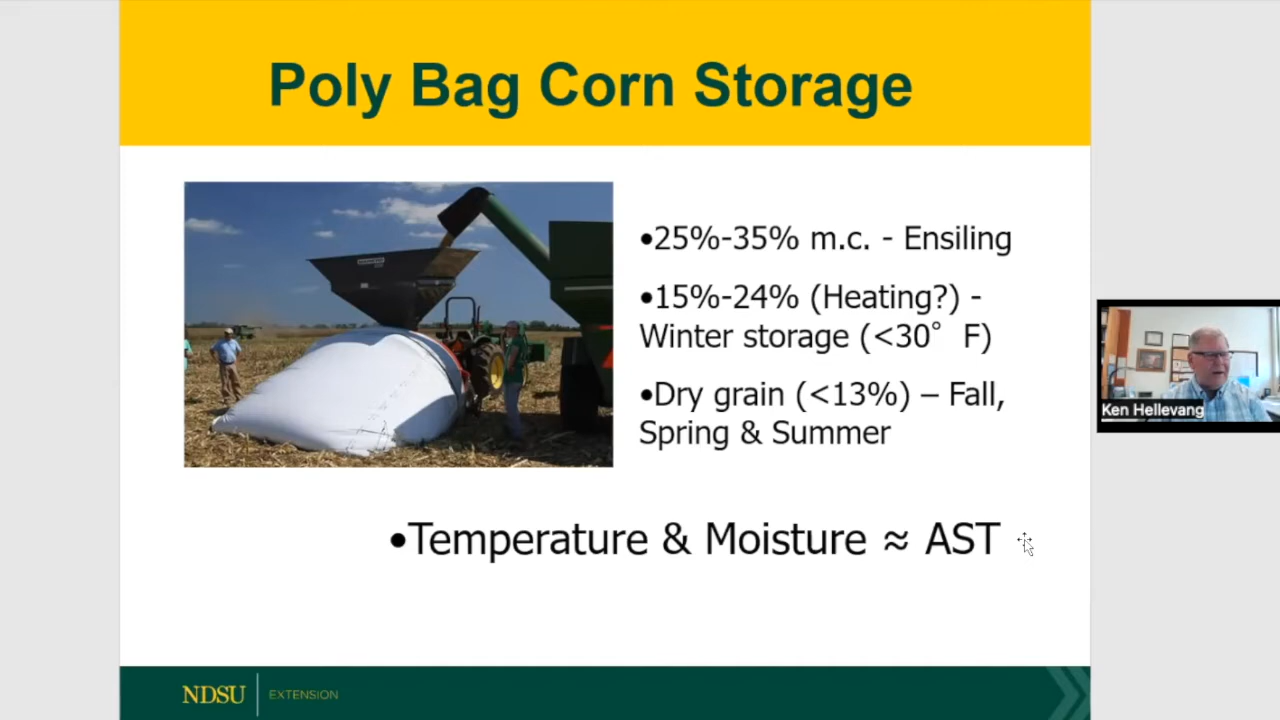 Poly Bag Corn Storage
•25%-35% m.c. - Ensiling
•15%-24% (Heating?) -
Winter storage (<30° F)
•Dry grain (<13%) – Fall,
Spring & Summer
•Temperature & Moisture ≈ AST
Ken Hellevang
NDSU EXTENSION